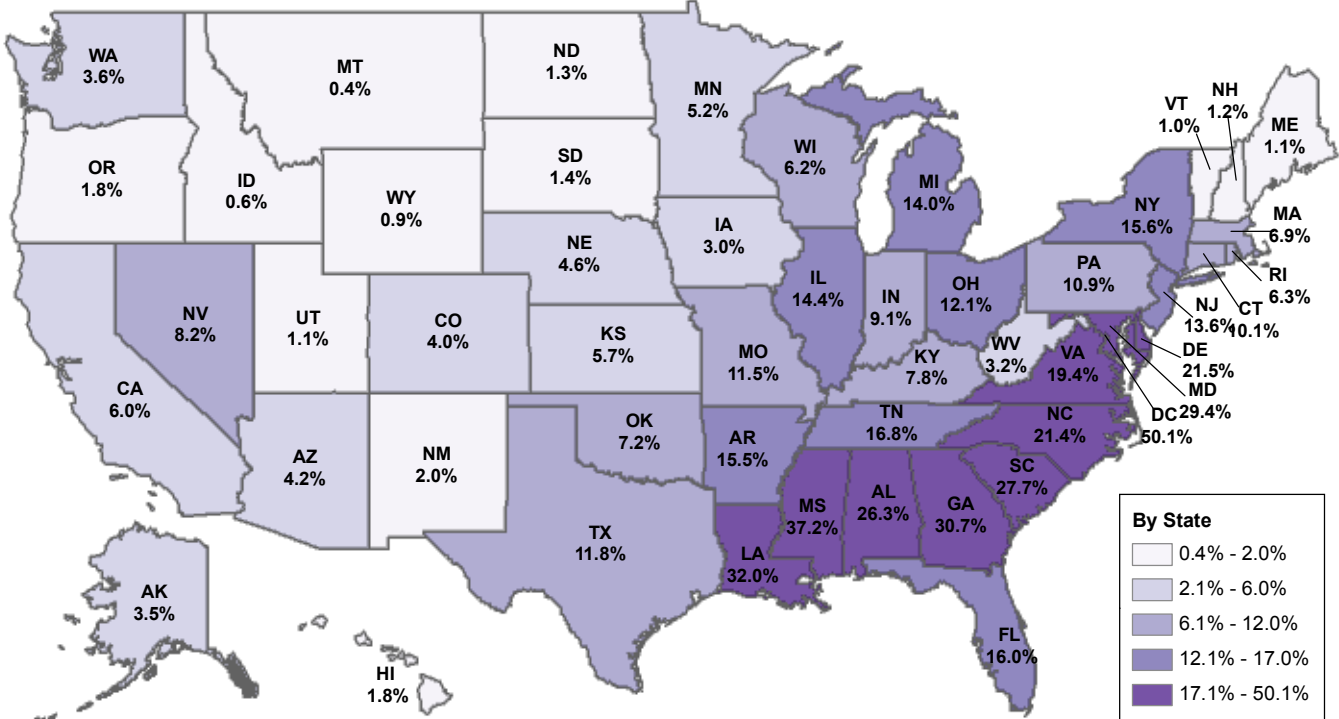 WA
3.6%
MT
0.4%
ND
1.3%
MN
5.2%
VT
1.0%
NH
1.2%
ME
1.1%
OR
1.8%
ID
0.6%
WY
0.9%
SD
1.4%
WI
6.2%
MI
14.0%
NY
15.6%
MA
6.9%
RI
6.3%
CT
10.1%
NJ
13.6%
PA
10.9%
NV
8.2%
UT
1.1%
CO
4.0%
NE
4.6%
IA
3.0%
IL
14.4%
IN
9.1%
OH
12.1%
WV
3.2%
VA
19.4%
DE
21.5%
MD
29.4%
DC
50.1%
CA
6.0%
KS
5.7%
MO
11.5%
KY
7.8%
TN
16.8%
NC
21.4%
SC
27.7%
AZ
4.2%
NM
2.0%
OK
7.2%
AR
15.5%
MS
37.2%
AL
26.3%
GA
30.7%
TX
11.8%
LA
32.0%
FL
16.0%
AK
3.5%
HI
1.8%
By State
0.4% - 2.0%
2.1% - 6.0%
6.1% - 12.0%
12.1% - 17.0%
17.1% - 50.1%